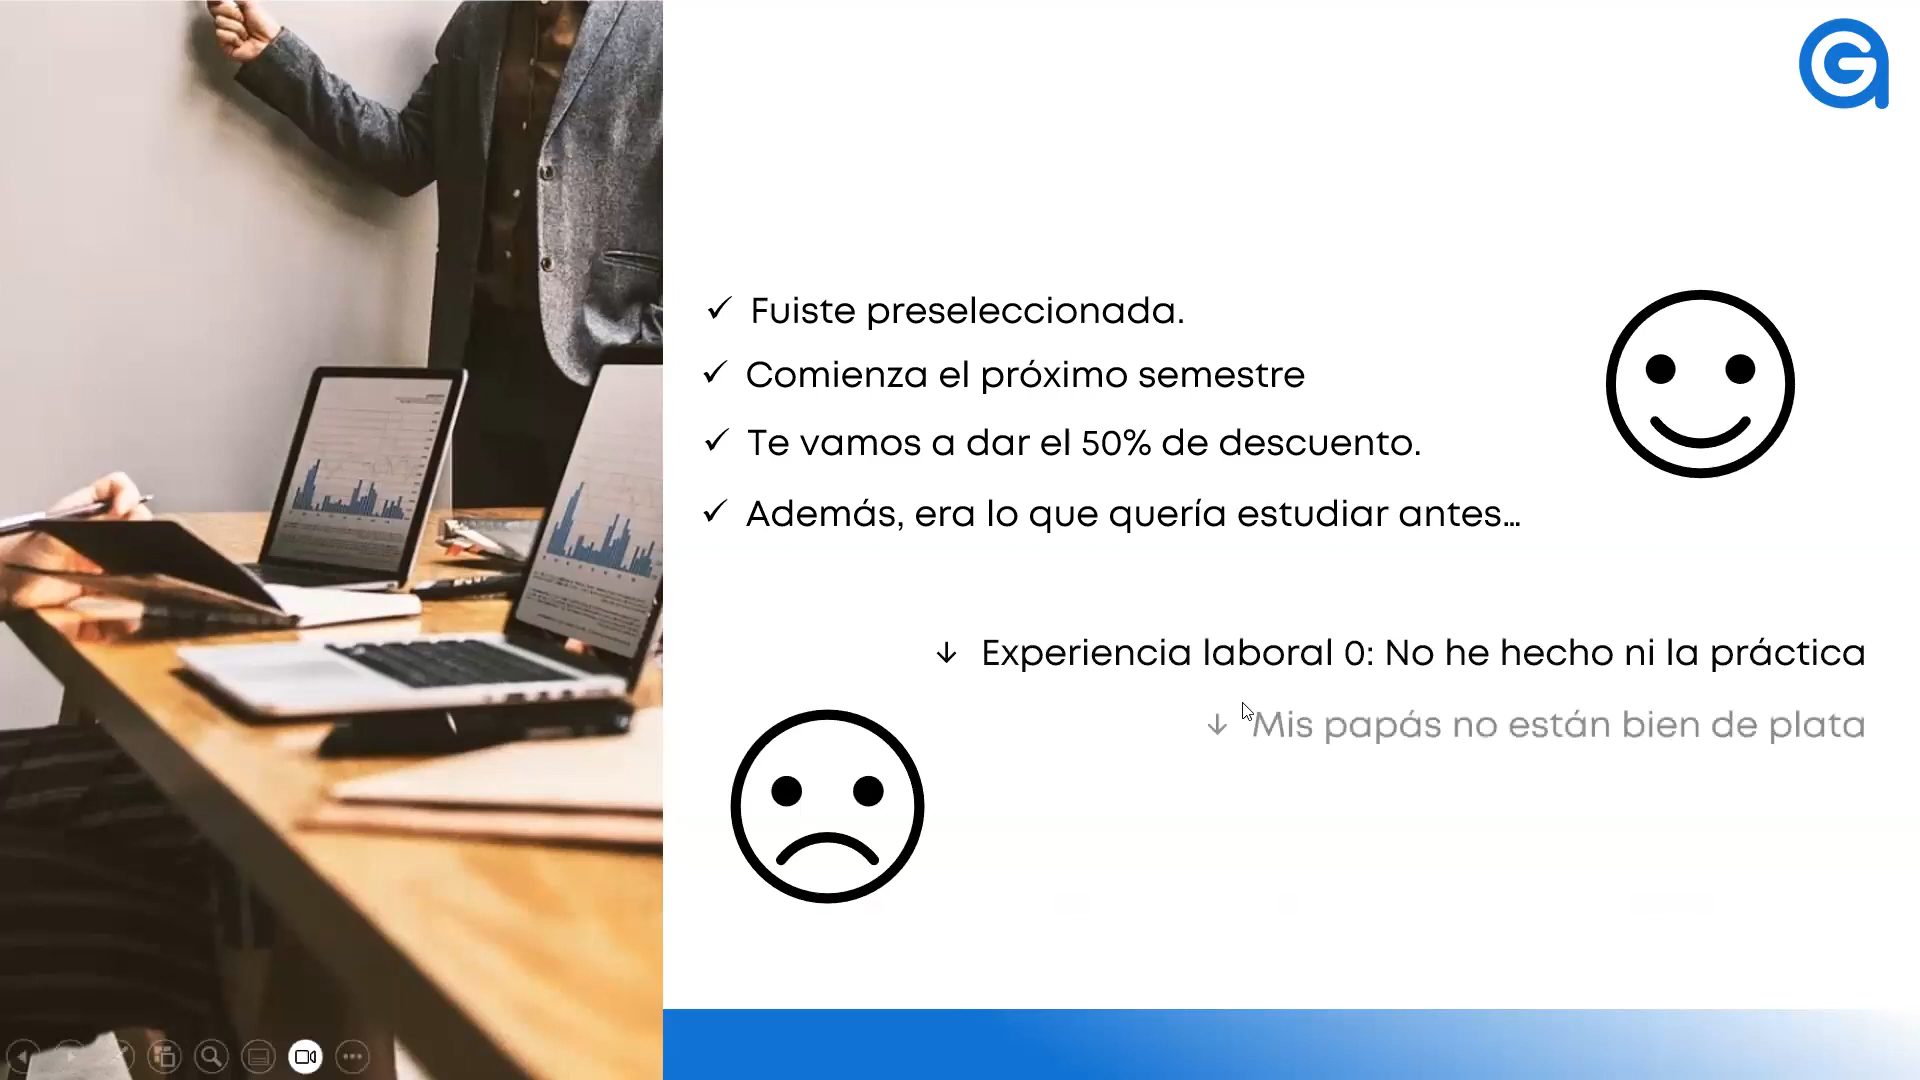 Fuiste preseleccionada.
Comienza el próximo semestre
Te vamos a dar el 50% de descuento.
Además, era lo que quería estudiar antes...
Experiencia laboral 0: No he hecho ni la práctica
Mis papás no están bien de plata